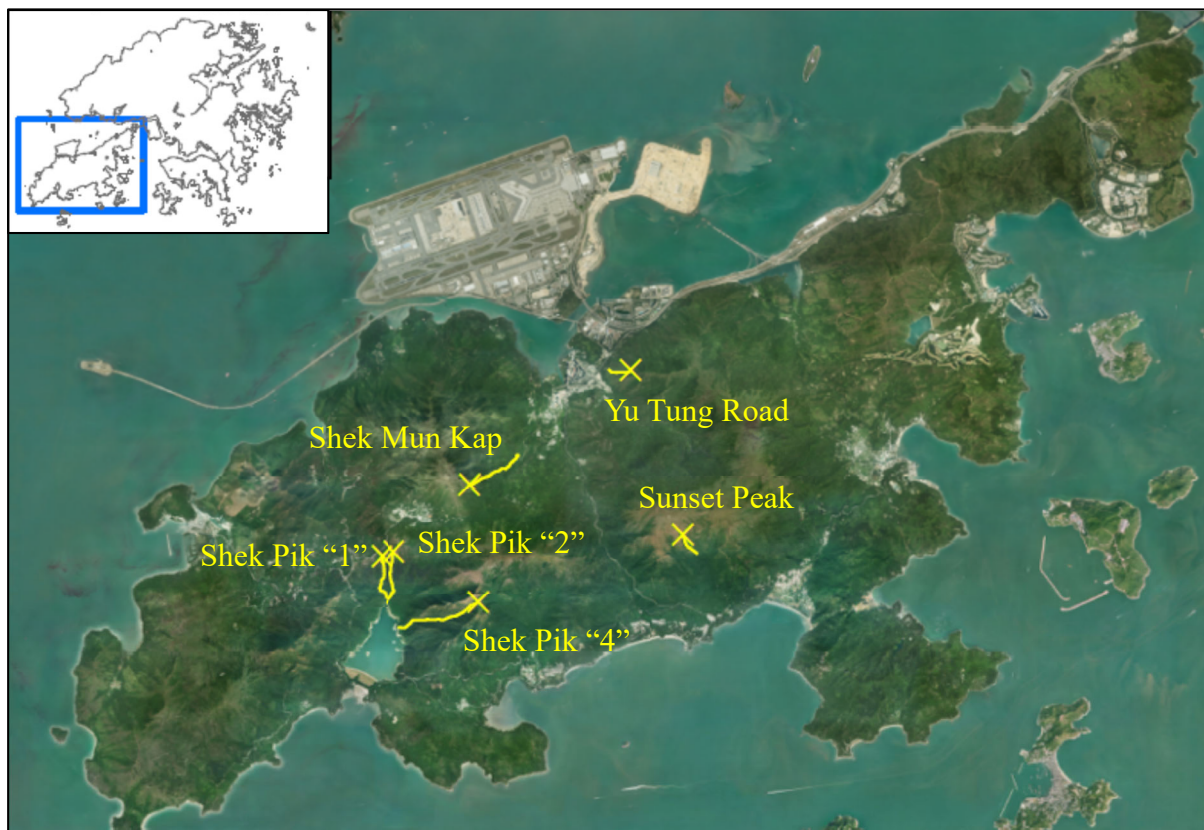 Yu Tung Road
Shek Mun Kap
Sunset Peak
Shek Pik “1”
Shek Pik “2”
Shek Pik “4”